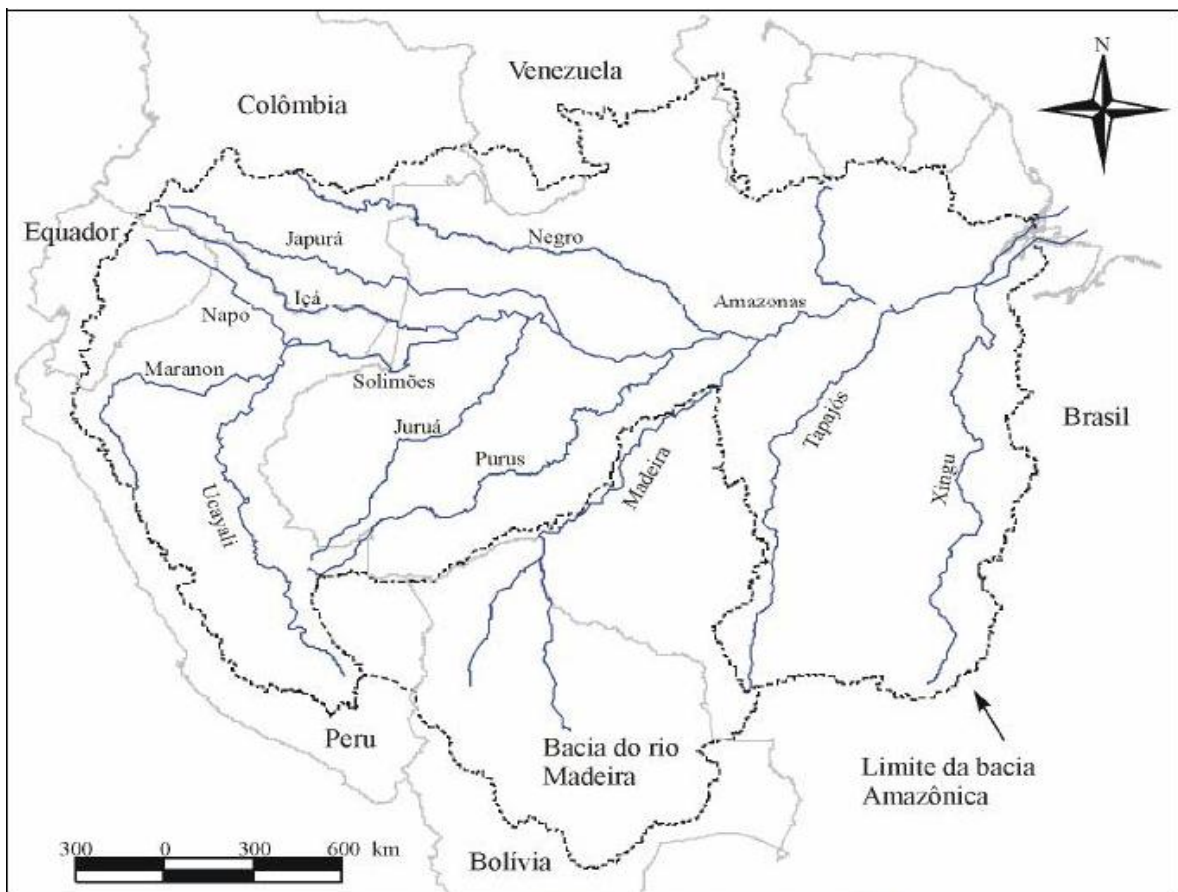 N
Venezuela
Colômbia
Equador
Japurá
Negro
Içá
Napo
Amazonas
Maranon
Solimões
Juruá
Purus
Tapajós
Brasil
Madeira
Xingu
Ucayali
Peru
Bacia do rio
Madeira
Limite da bacia
Amazônica
Bolívia
300 0 300 600 km